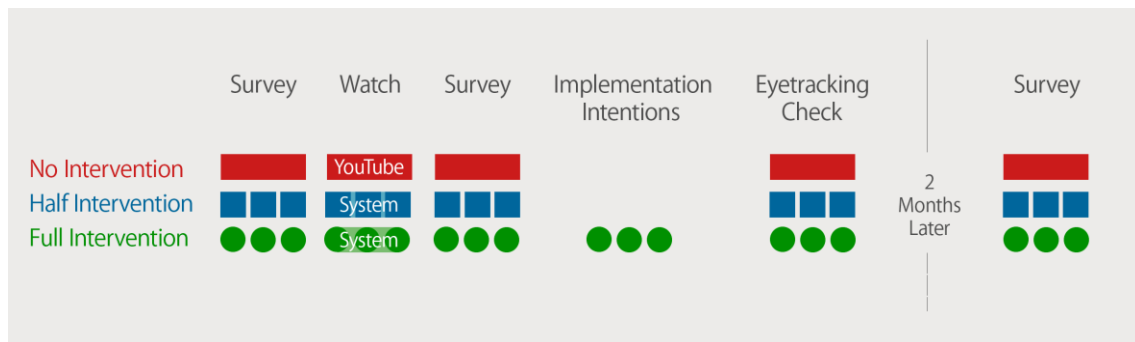 Survey Watch Survey Implementation Intentions Eyetracking Check Survey
No Intervention YouTube
Half Intervention System
Full Intervention System
2
Months
Later